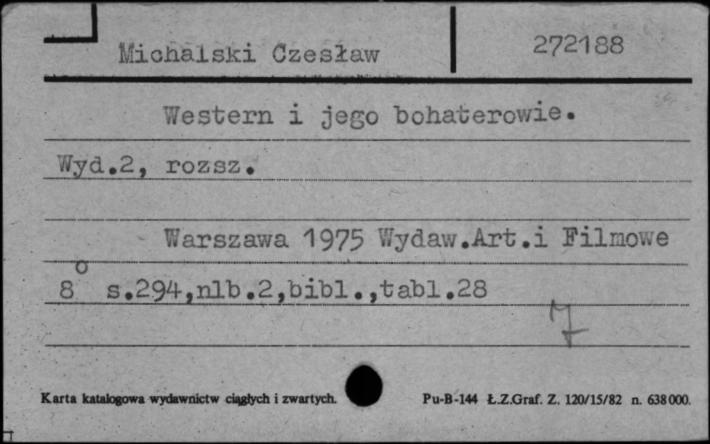 Michalski Czesław 272188
Western i jego bohaterowie.
Wyd.2, rozsz.
Warszawa 1975 Wydaw.Art.i Filmowe
8° s.294,nlb.2,bibl.,tabl.28
7
Karta katalogowa wydawnictw ciągłych i zwartych. Pu-B-144 Ł.Z.Graf. Z. 120/15/82 n. 638 000.